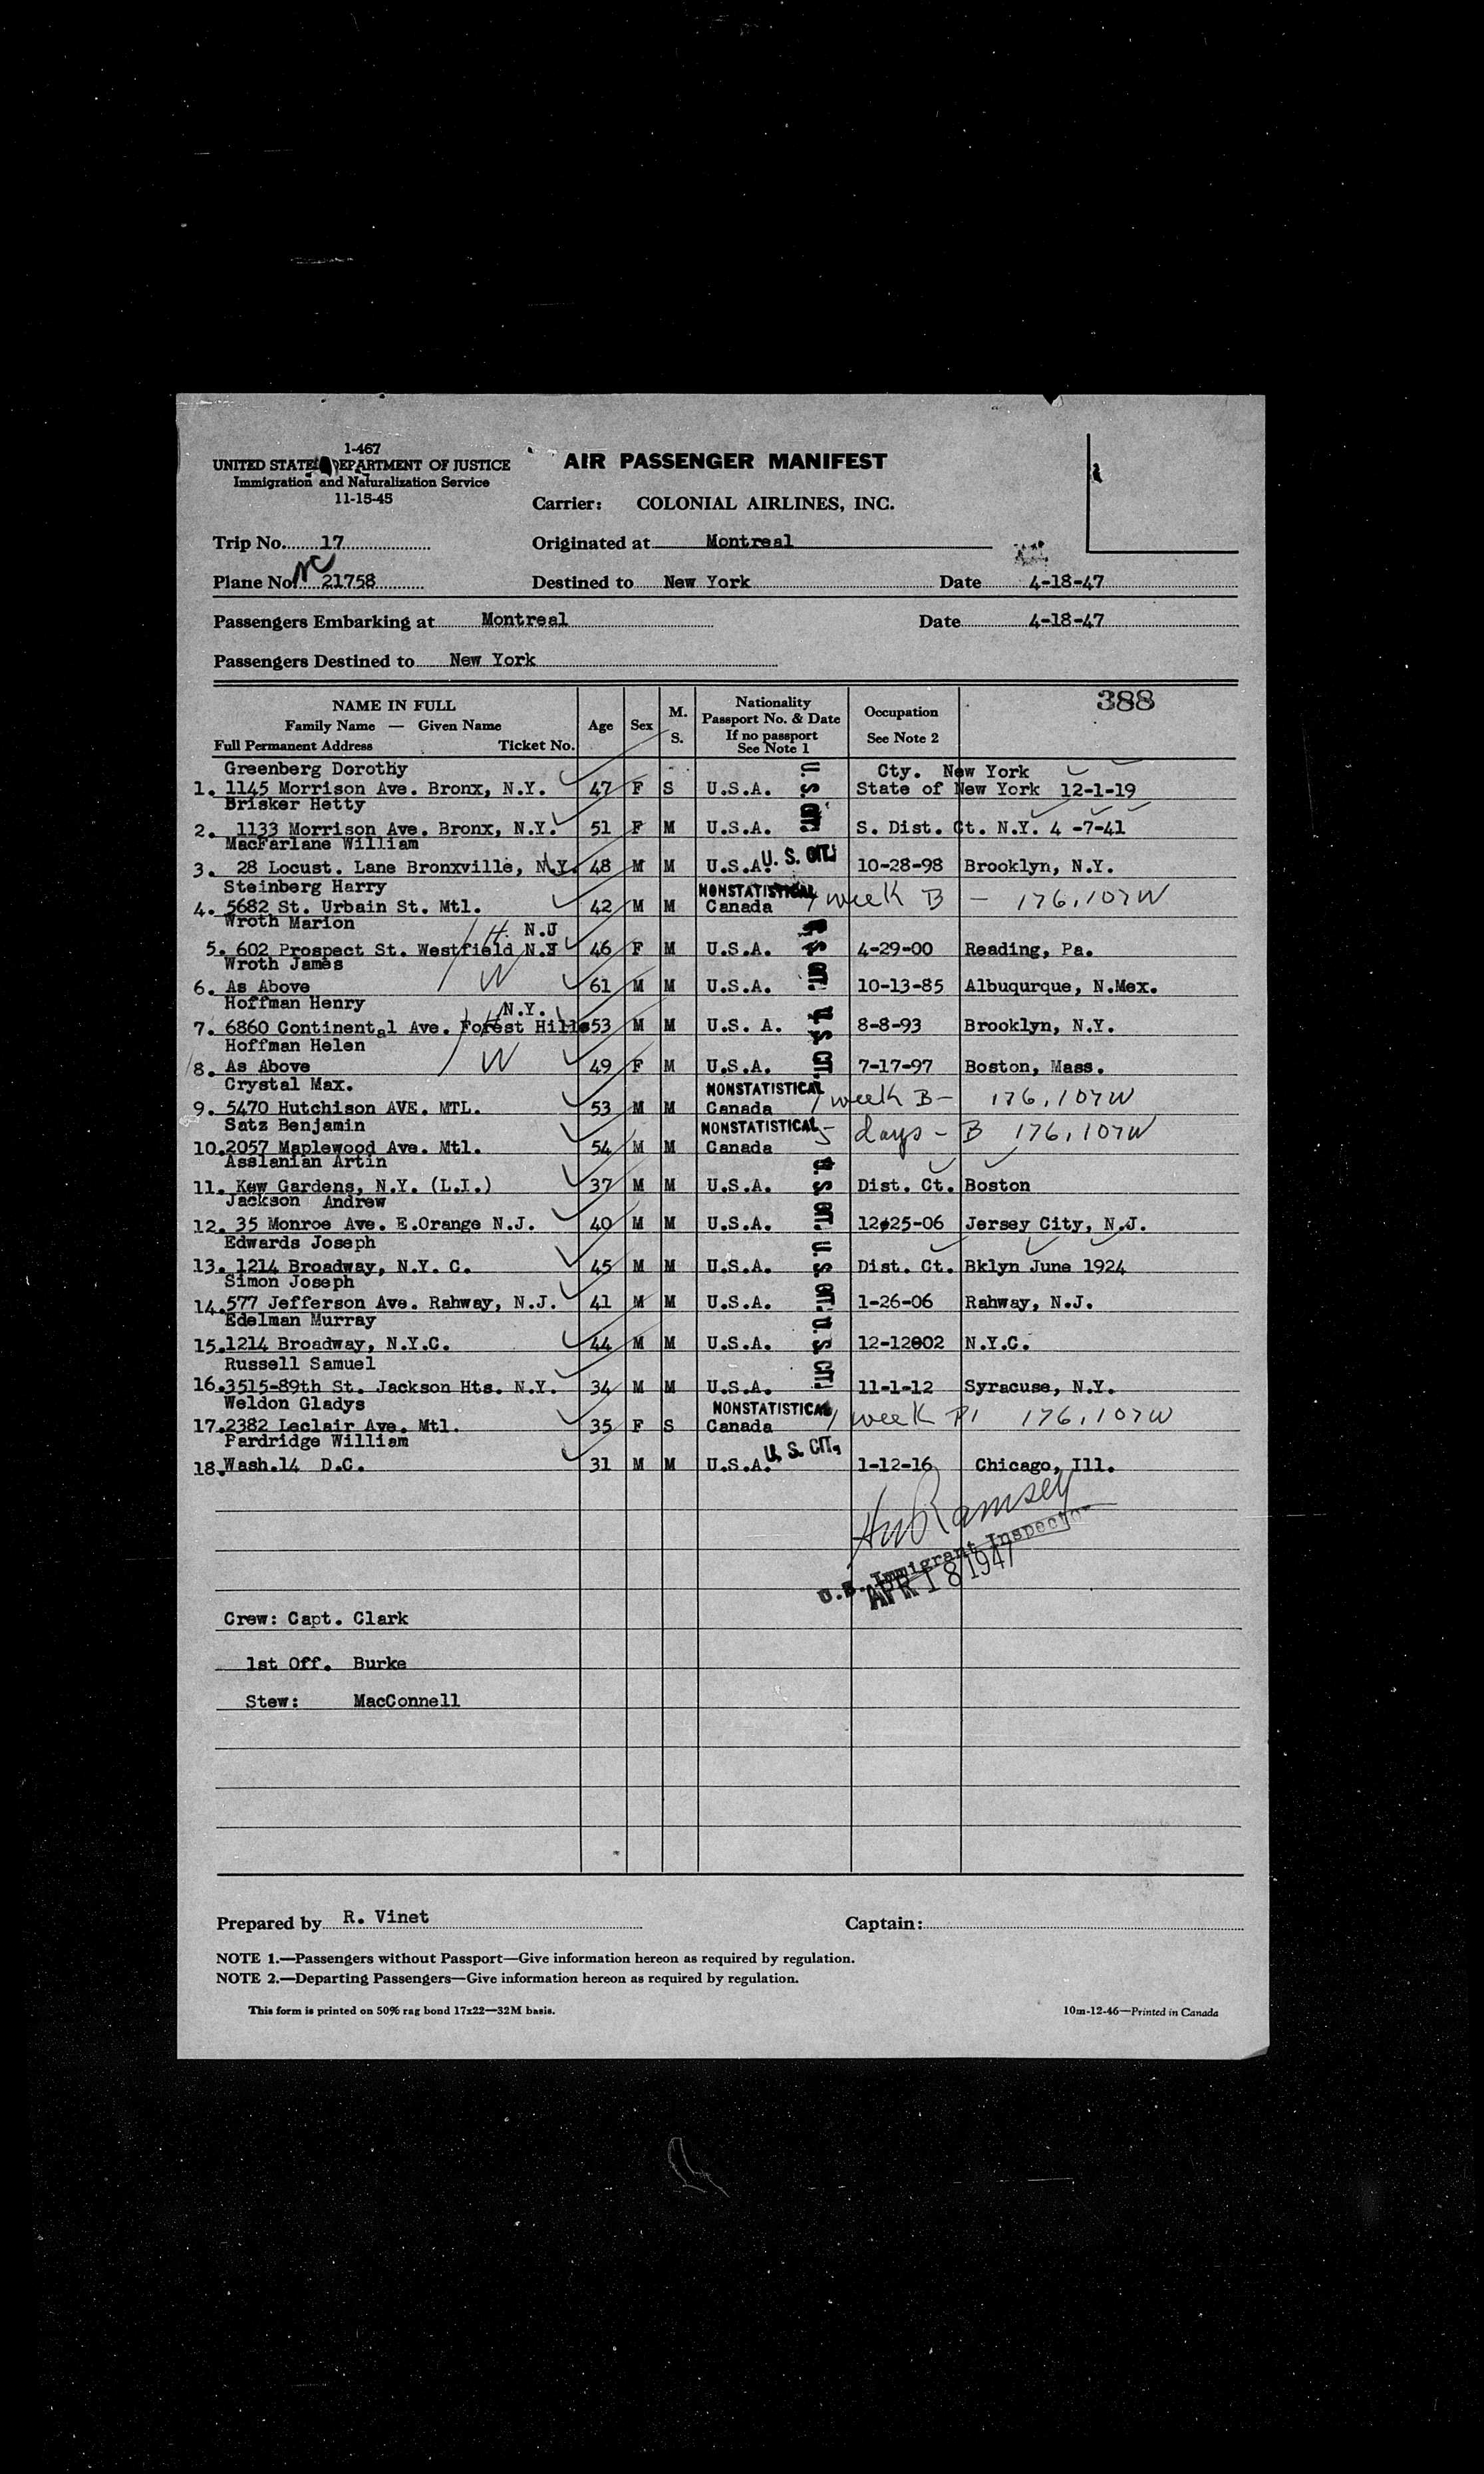 1-467
UNITED STATES DEPARTMENT OF JUSTICE
Immigration and Naturalization Service
11-15-45
AIR PASSENGER MANIFEST
Carrier: COLONIAL AIRLINES, INC.
Trip No. 17 Originated at Montreal
Plane No. NC 21758 Destined to New York Date 4-18-47
Passengers Embarking at Montreal Date 4-18-47
Passengers Destined to New York
388
NAME IN FULL
Family Name — Given Name
Full Permanent Address Ticket No.
Age
Sex
M.
S.
Nationality
Passport No. & Date
If no passport
See Note 1
Occupation
See Note 2
Greenberg Dorothy Cty. New York
1. 1145 Morrison Ave. Bronx, N.Y. 47 F S U.S.A. U.S. CIT. State of New York 12-1-19
Brisker Hetty
2. 1133 Morrison Ave. Bronx, N.Y. 51 F M U.S.A. S. Dist. Ct. N.Y. 4 -7-41
MacFarlane William
3. 28 Locust. Lane Bronxville, N.Y. 48 M M U.S.A. U. S. CIT. 10-28-98 Brooklyn, N.Y.
Steinberg Harry NONSTATISTICAL
4. 5682 St. Urbain St. Mtl. 42 M M Canada 1 week B - 176,107W
Wroth Marion H. N.J
5. 602 Prospect St. Westfield N.J 46 F M U.S.A. U.S. CIT. 4-29-00 Reading, Pa.
Wroth James
6. As Above W 61 M M U.S.A. 10-13-85 Albuqurque, N.Mex.
Hoffman Henry N.Y.
7. 6860 Continental Ave. Forest Hills 53 M M U.S. A. U.S. CIT. 8-8-93 Brooklyn, N.Y.
Hoffman Helen
8. As Above W 49 F M U.S.A. 7-17-97 Boston, Mass.
Crystal Max. NONSTATISTICAL
9. 5470 Hutchison AVE. MTL. 53 M M Canada 1 week B- 176,107W
Satz Benjamin NONSTATISTICAL
10. 2057 Maplewood Ave. Mtl. 54 M M Canada 5 days - B 176,107W
Asslanian Artin
11. Kew Gardens, N.Y. (L.I.) 37 M M U.S.A. U.S. CIT. Dist. Ct. Boston
Jackson Andrew
12. 35 Monroe Ave. E.Orange N.J. 40 M M U.S.A. 12-25-06 Jersey City, N.J.
Edwards Joseph
13. 1214 Broadway, N.Y. C. 45 M M U.S.A. U.S. CIT. Dist. Ct. Bklyn June 1924
Simon Joseph
14. 577 Jefferson Ave. Rahway, N.J. 41 M M U.S.A. 1-26-06 Rahway, N.J.
Edelman Murray
15. 1214 Broadway, N.Y.C. 44 M M U.S.A. U.S. CIT. 12-12-02 N.Y.C.
Russell Samuel
16. 3515-89th St. Jackson Hts. N.Y. 34 M M U.S.A. 11-1-12 Syracuse, N.Y.
Weldon Gladys NONSTATISTICAL
17. 2382 Leclair Ave. Mtl. 35 F S Canada 1 week Pl 176,107W
Pardridge William
18. Wash.14 D.C. 31 M M U.S.A. U. S. CIT. 1-12-16 Chicago, Ill.
Ramsey
U.S. Immigrant Inspector
APR 18 1947
Crew: Capt. Clark
1st Off. Burke
Stew: MacConnell
Prepared by R. Vinet Captain:
NOTE 1.—Passengers without Passport—Give information hereon as required by regulation.
NOTE 2.—Departing Passengers—Give information hereon as required by regulation.
This form is printed on 50% rag bond 17x22—32M basis. 10m-12-46—Printed in Canada